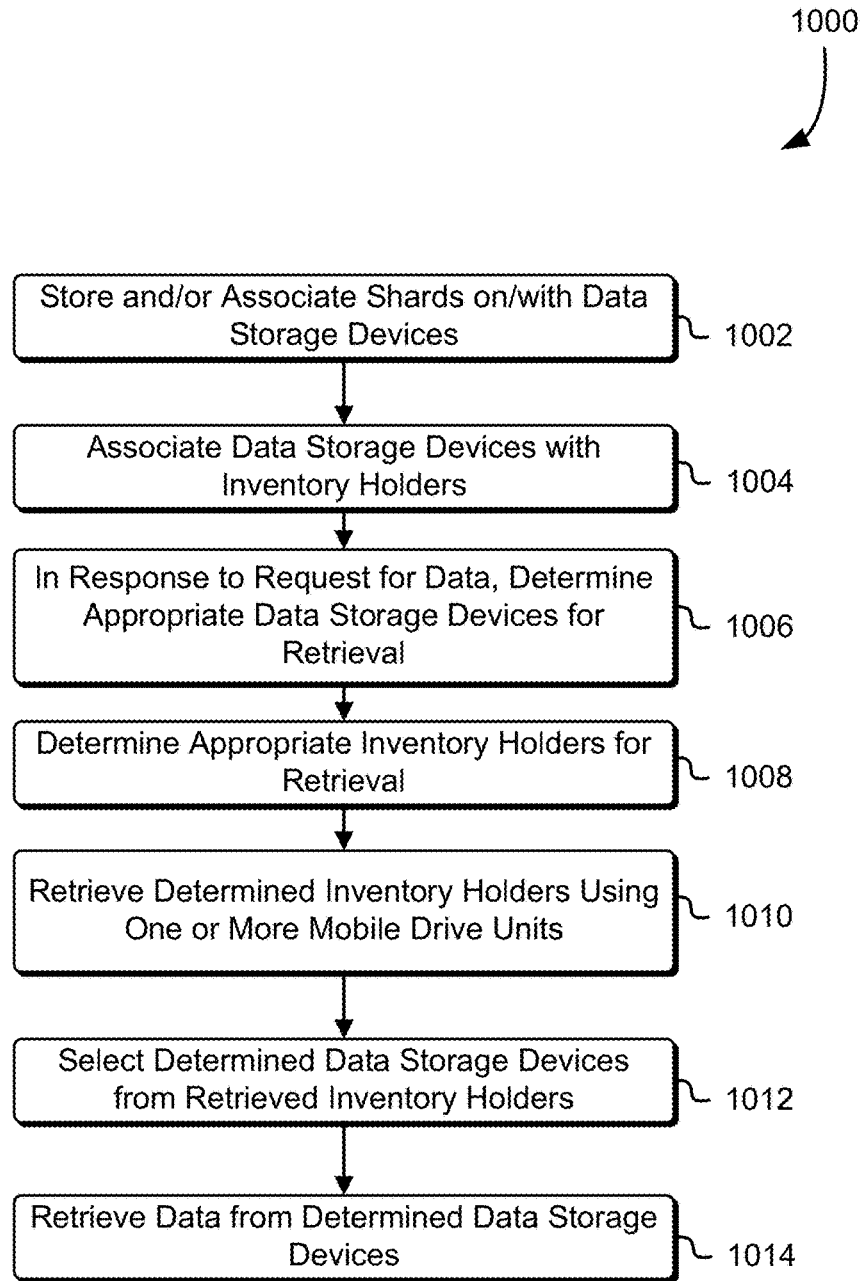 1000
Store and/or Associate Shards on/with Data
Storage Devices
1002
Associate Data Storage Devices with
Inventory Holders
1004
In Response to Request for Data, Determine
Appropriate Data Storage Devices for
Retrieval
1006
Determine Appropriate Inventory Holders for
Retrieval
1008
Retrieve Determined Inventory Holders Using
One or More Mobile Drive Units
1010
Select Determined Data Storage Devices
from Retrieved Inventory Holders
1012
Retrieve Data from Determined Data Storage
Devices
1014